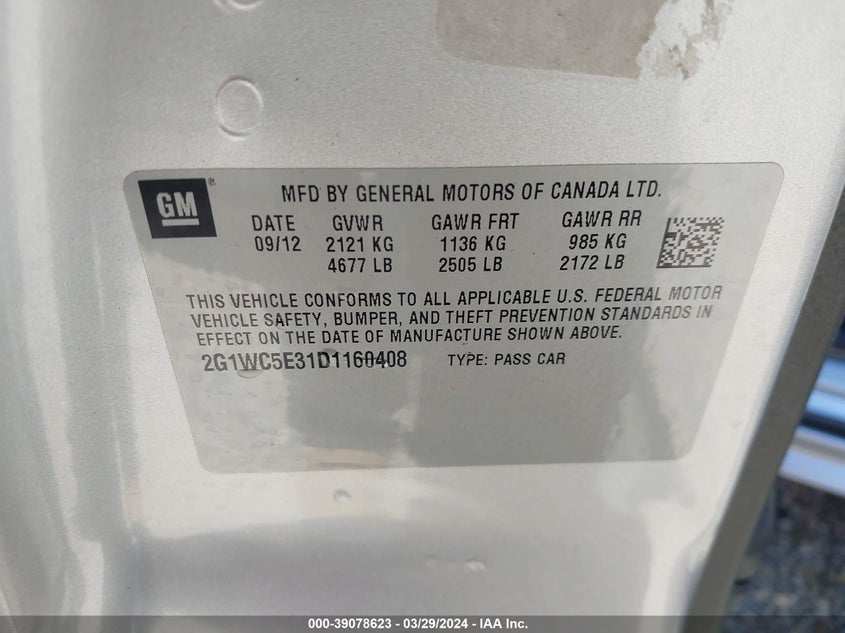 GM®
MFD BY GENERAL MOTORS OF CANADA LTD.
DATE GVWR GAWR FRT GAWR RR
09/12 2121 KG 1136 KG 985 KG
4677 LB 2505 LB 2172 LB
THIS VEHICLE CONFORMS TO ALL APPLICABLE U.S. FEDERAL MOTOR
VEHICLE SAFETY, BUMPER, AND THEFT PREVENTION STANDARDS IN
EFFECT ON THE DATE OF MANUFACTURE SHOWN ABOVE.
2G1WC5E31D1160408 TYPE: PASS CAR
000-39078623 - 03/29/2024 - IAA Inc.